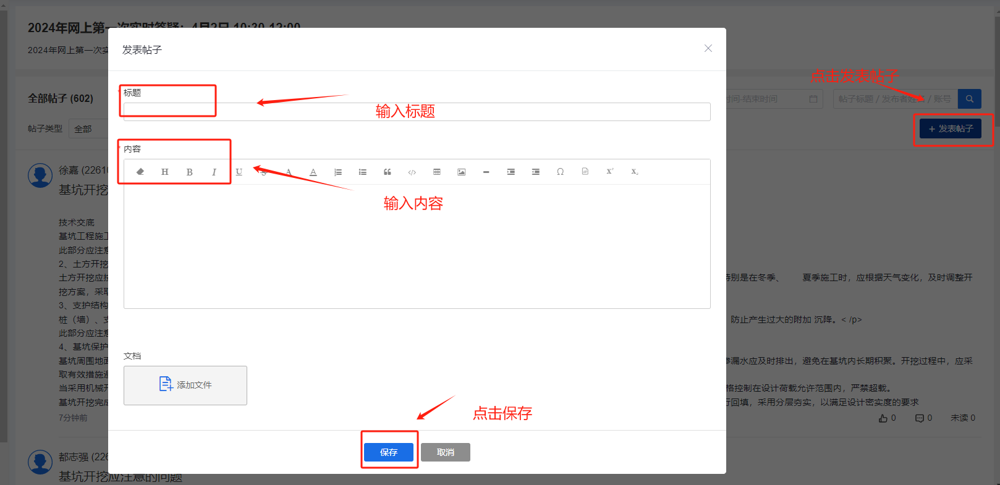 2024年网上第一次实时答疑：4月2日 10:30-12:00
2024年网上第一次实
发表帖子
点击发表帖子
全部帖子 (602)
时间-结束时间
帖子标题 / 发布者姓名 / 账号
* 标题
输入标题
帖子类型 全部
+ 发表帖子
* 内容
H B I U S A A
输入内容
徐嘉 (22610
基坑开挖
技术交底
基坑工程施工
此部分应注意
2、土方开挖
土方开挖应按
特别是在冬季、 夏季施工时，应根据天气变化，及时调整开
挖方案，采取
3、支护结构
桩（墙）、支
防止产生过大的附加 沉降。< /p>
此部分应注意
4、基坑保护
基坑周围地面
渗漏水应及时排出，避免在基坑内长期积聚。开挖过程中，应采
取有效措施避
当采用机械开
格控制在设计荷载允许范围内，严禁超载。
基坑开挖完成
行回填，采用分层夯实，以满足设计密实度的要求
7分钟前
0 0 未读 0
文档
添加文件
点击保存
保存 取消
都志强 (226
基坑开挖应注意的问题